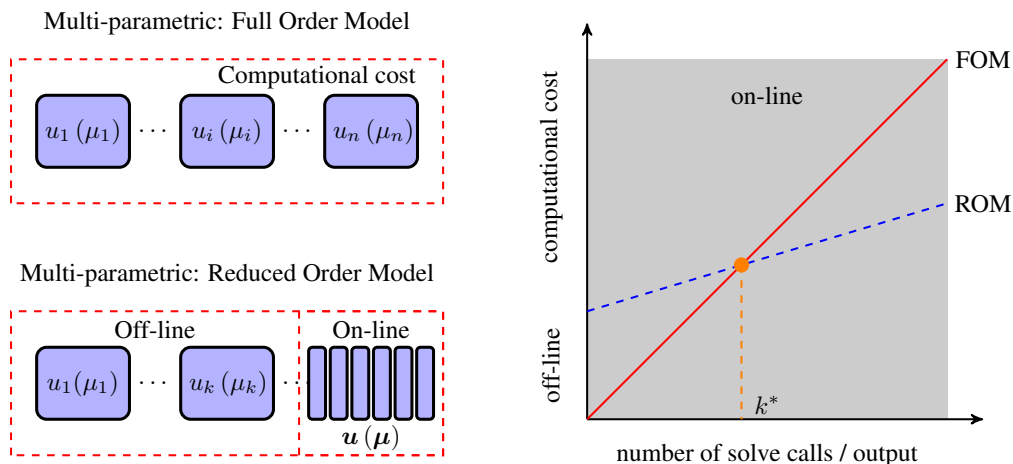 Multi-parametric: Full Order Model
Computational cost
u₁ (μ₁) ··· uᵢ (μᵢ) ··· uₙ (μₙ)
Multi-parametric: Reduced Order Model
Off-line On-line
u₁(μ₁) ··· uₖ (μₖ) ···
𝒖 (𝝁)
computational cost
off-line
on-line
FOM
ROM
k*
number of solve calls / output